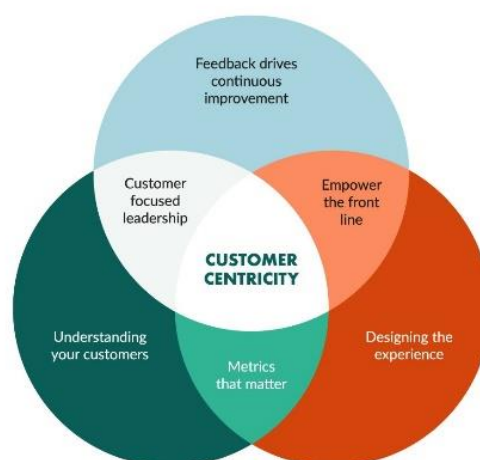 Feedback drives
continuous
improvement
Customer
focused
leadership
Empower
the front
line
CUSTOMER
CENTRICITY
Understanding
your customers
Metrics
that matter
Designing the
experience